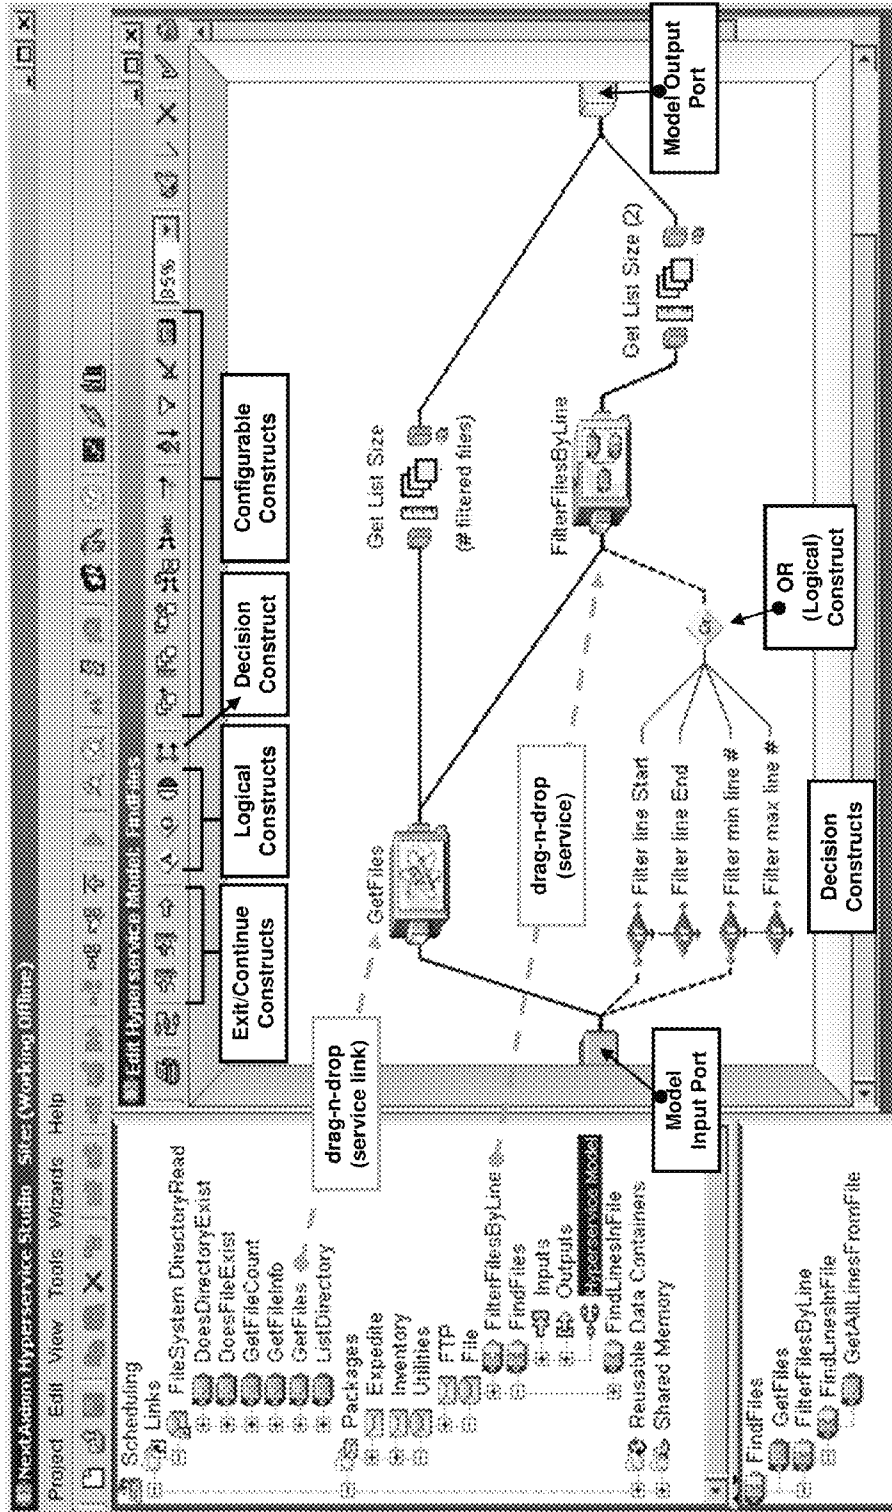 NextAxiom Hyperservice Studio - Sizes (Working Offline)
Project Edit View Tools Wizards Help
Scheduling
Links
FileSystem DirectoryRead
DoesDirectoryExist
DoesFileExist
GetFileCount
GetFileInfo
GetFiles
ListDirectory
Packages
Expedite
Inventory
Utilities
FTP
File
FilterFilesByLine
FindFiles
Inputs
Outputs
Hyperservice Model
FindLinesInFile
Reusable Data Containers
Shared Memory
FindFiles
GetFiles
FilterFilesByLine
FindLinesInFile
GetAllLinesFromFile
Edit Hyperservice Model: FindFiles
85%
Exit/Continue
Constructs
Logical
Constructs
Decision
Construct
Configurable
Constructs
drag-n-drop
(service link)
GetFiles
Get List Size
(# filtered files)
drag-n-drop
(service)
FilterFilesByLine
Get List Size (2)
Model
Input Port
Filter line Start
Filter line End
Filter min line #
Filter max line #
Decision
Constructs
Or
OR
(Logical)
Construct
Model Output
Port